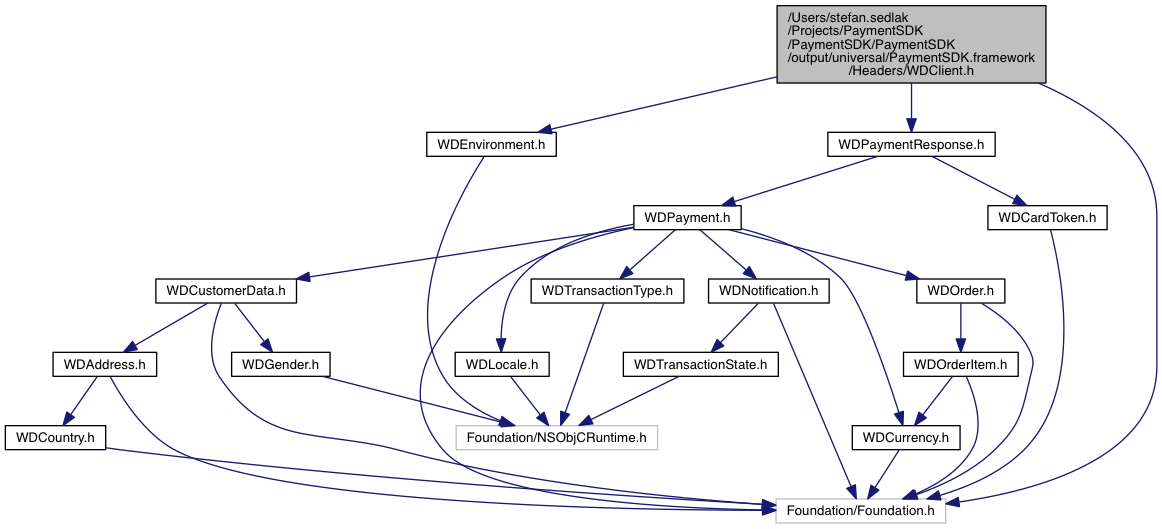 /Users/stefan.sedlak
/Projects/PaymentSDK
/PaymentSDK/PaymentSDK
/output/universal/PaymentSDK.framework
/Headers/WDClient.h
WDEnvironment.h
WDPaymentResponse.h
WDPayment.h
WDCardToken.h
WDCustomerData.h
WDTransactionType.h
WDNotification.h
WDOrder.h
WDAddress.h
WDGender.h
WDLocale.h
WDTransactionState.h
WDOrderItem.h
WDCountry.h
Foundation/NSObjCRuntime.h
WDCurrency.h
Foundation/Foundation.h